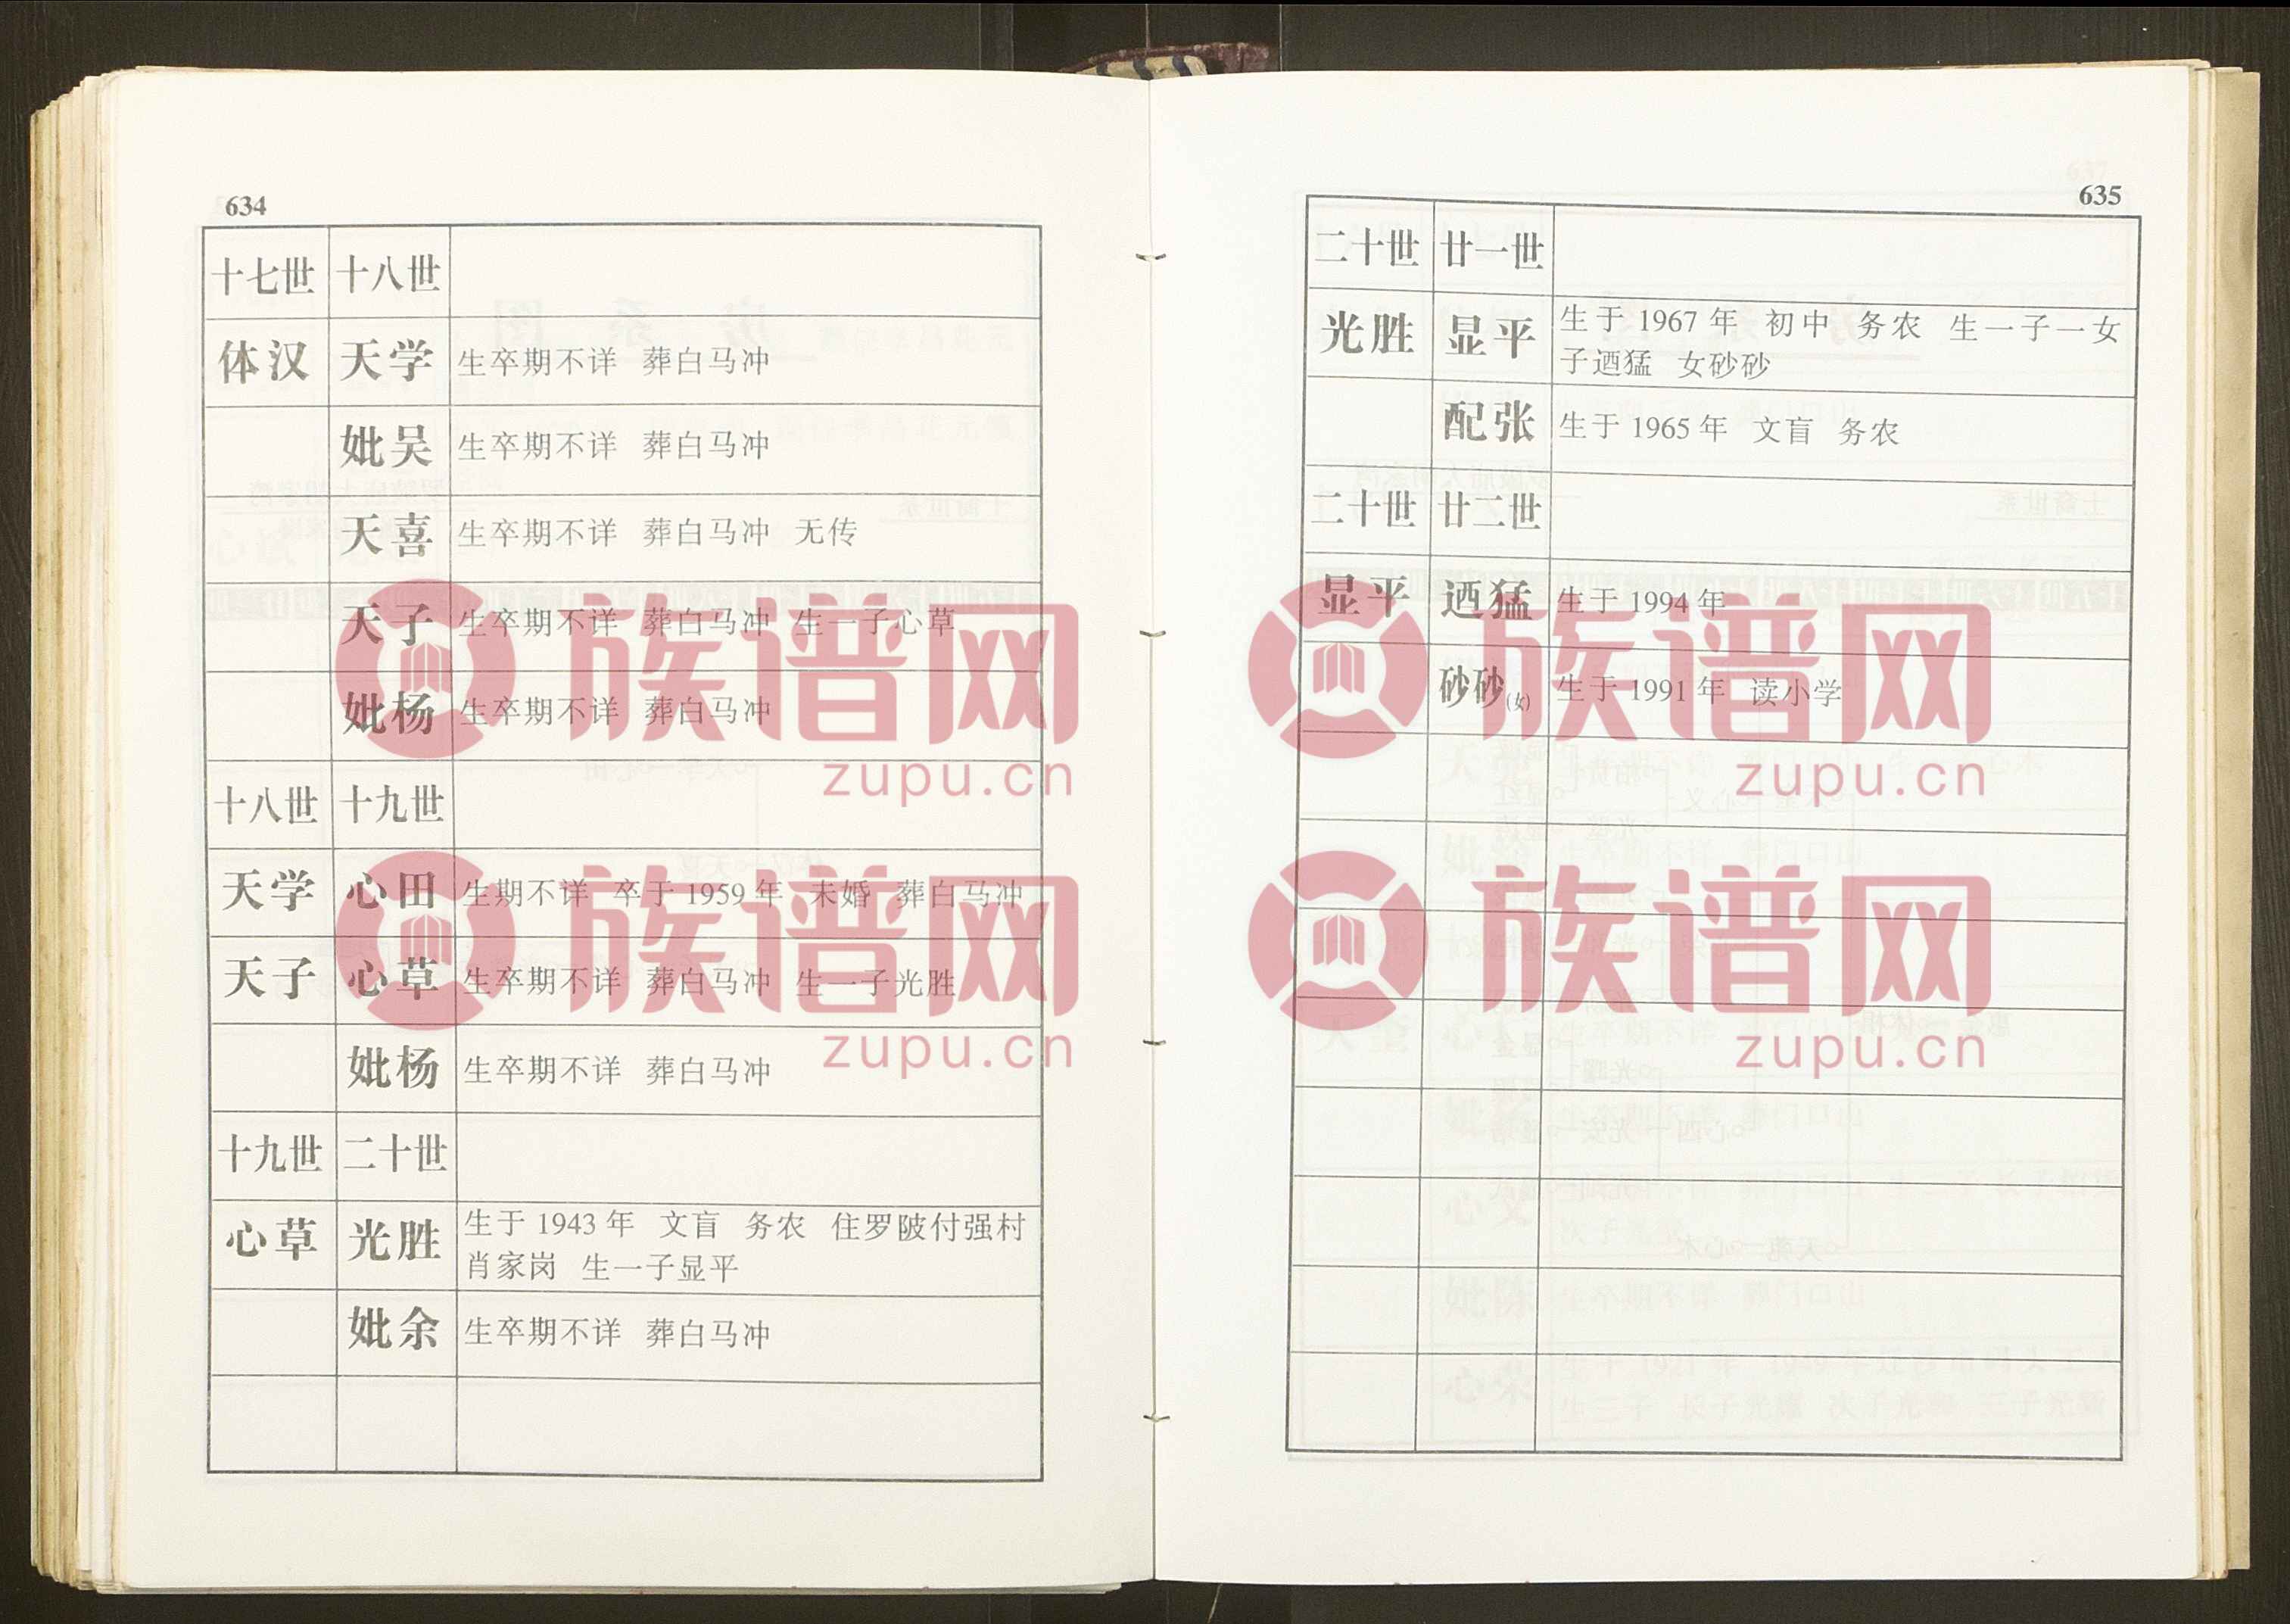 634
十七世 十八世
体汉 天学 生卒期不详 葬白马冲
妣吴 生卒期不详 葬白马冲
天喜 生卒期不详 葬白马冲 无传
天子 生卒期不详 葬白马冲 生一子心草
妣杨 生卒期不详 葬白马冲
十八世 十九世
天学 心田 生期不详 卒于1959年 未婚 葬白马冲
天子 心草 生卒期不详 葬白马冲 生一子光胜
妣杨 生卒期不详 葬白马冲
十九世 二十世
心草 光胜 生于1943年 文盲 务农 住罗陂付强村
肖家岗 生一子显平
妣余 生卒期不详 葬白马冲
635
二十世 廿一世
光胜 显平 生于1967年 初中 务农 生一子一女
子迺猛 女砂砂
配张 生于1965年 文盲 务农
二十世 廿二世
显平 迺猛 生于1994年
砂砂(女) 生于1991年 读小学
族谱网
zupu.cn
族谱网
zupu.cn
族谱网
zupu.cn
族谱网
zupu.cn